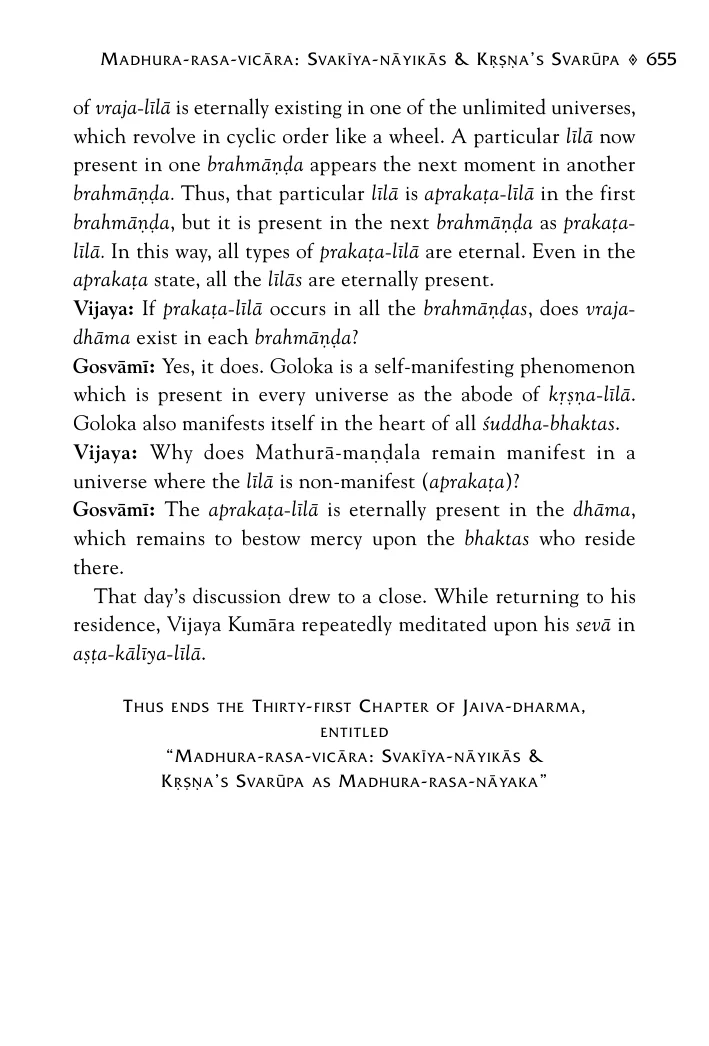 Madhura-rasa-vicāra: Svakīya-nāyikās & Kṛṣṇa's Svarūpa ◊ 655
of vraja-līlā is eternally existing in one of the unlimited universes,
which revolve in cyclic order like a wheel. A particular līlā now
present in one brahmāṇḍa appears the next moment in another
brahmāṇḍa. Thus, that particular līlā is aprakaṭa-līlā in the first
brahmāṇḍa, but it is present in the next brahmāṇḍa as prakaṭa-
līlā. In this way, all types of prakaṭa-līlā are eternal. Even in the
aprakaṭa state, all the līlās are eternally present.
Vijaya: If prakaṭa-līlā occurs in all the brahmāṇḍas, does vraja-
dhāma exist in each brahmāṇḍa?
Gosvāmī: Yes, it does. Goloka is a self-manifesting phenomenon
which is present in every universe as the abode of kṛṣṇa-līlā.
Goloka also manifests itself in the heart of all śuddha-bhaktas.
Vijaya: Why does Mathurā-maṇḍala remain manifest in a
universe where the līlā is non-manifest (aprakaṭa)?
Gosvāmī: The aprakaṭa-līlā is eternally present in the dhāma,
which remains to bestow mercy upon the bhaktas who reside
there.
That day's discussion drew to a close. While returning to his
residence, Vijaya Kumāra repeatedly meditated upon his sevā in
aṣṭa-kālīya-līlā.
Thus ends the Thirty-first Chapter of Jaiva-dharma,
entitled
“Madhura-rasa-vicāra: Svakīya-nāyikās &
Kṛṣṇa's Svarūpa as Madhura-rasa-nāyaka”